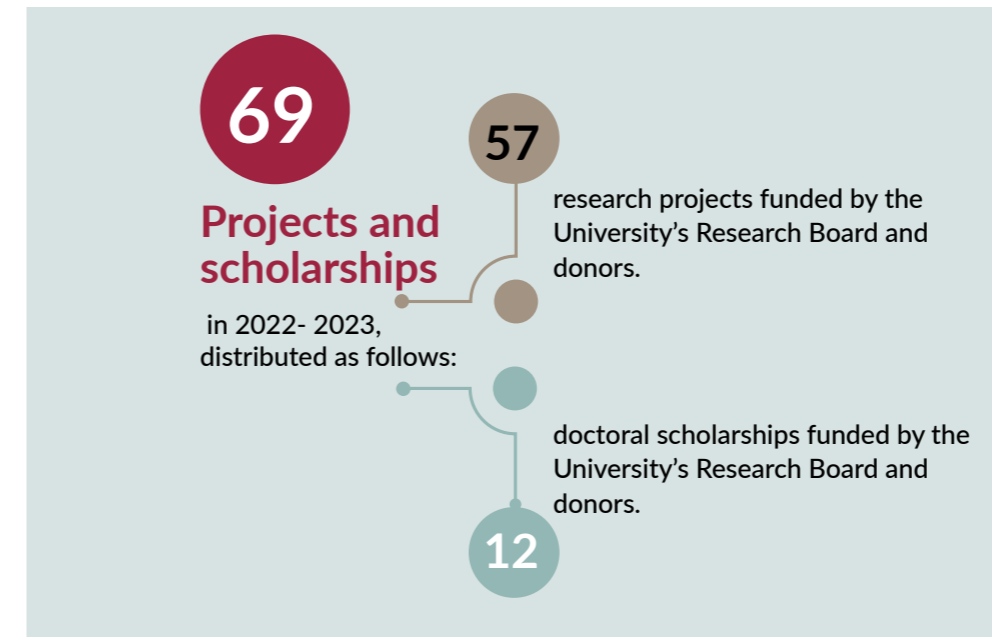 69
Projects and
scholarships
in 2022- 2023,
distributed as follows:
57
research projects funded by the
University’s Research Board and
donors.
doctoral scholarships funded by the
University’s Research Board and
donors.
12